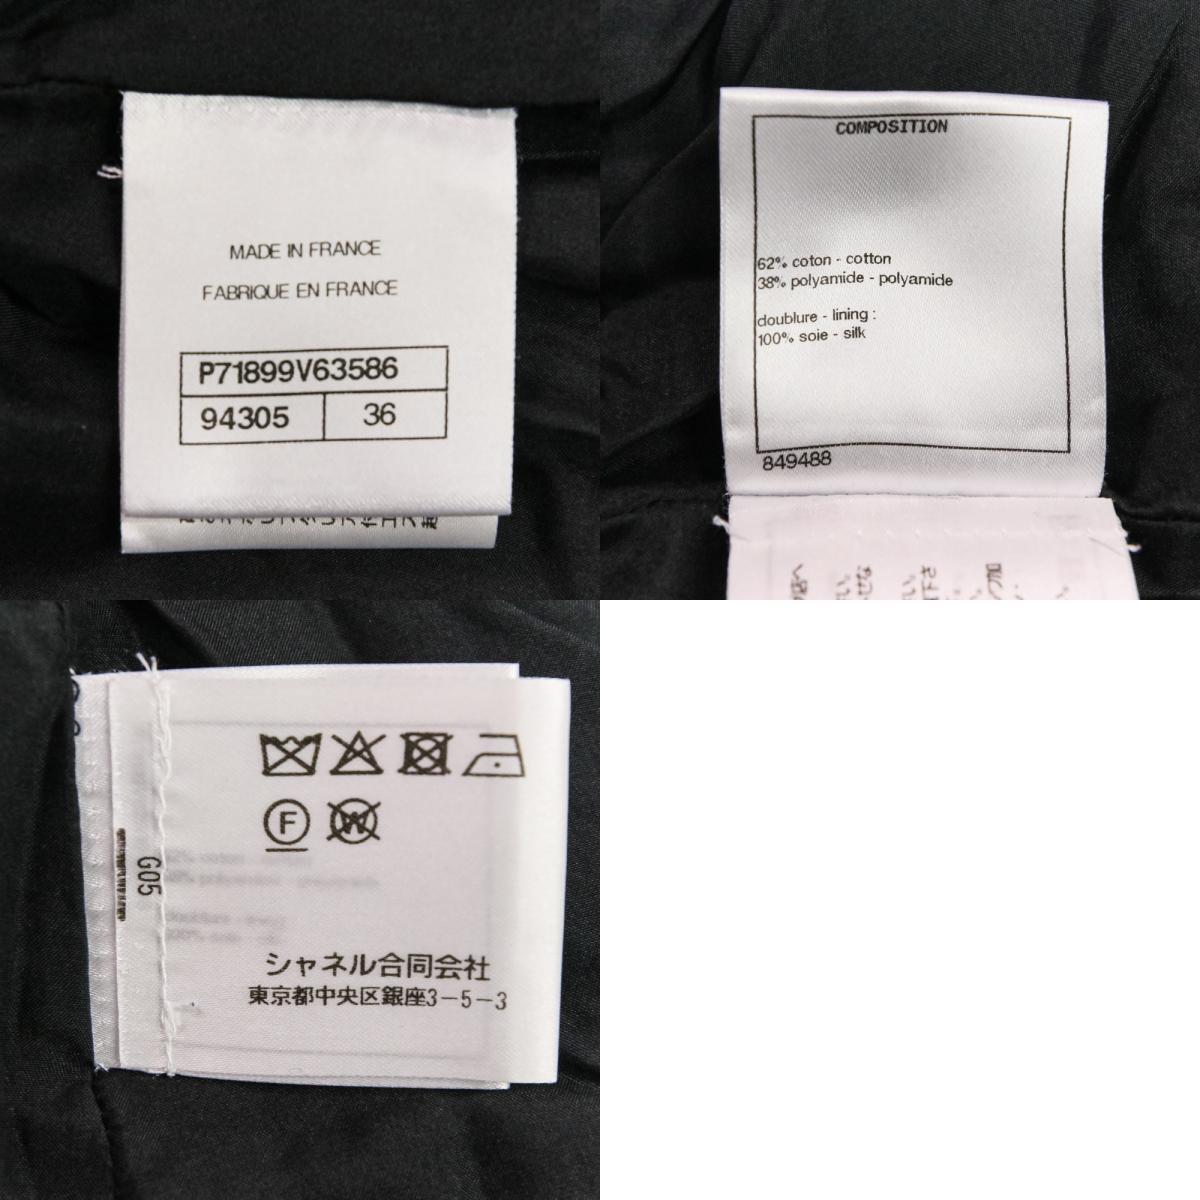 MADE IN FRANCE
FABRIQUE EN FRANCE
P71899V63586
94305 36
COMPOSITION
62% coton - cotton
38% polyamide - polyamide
doublure - lining :
100% soie - silk
849488
F W
G05
シャネル合同会社
東京都中央区銀座3-5-3